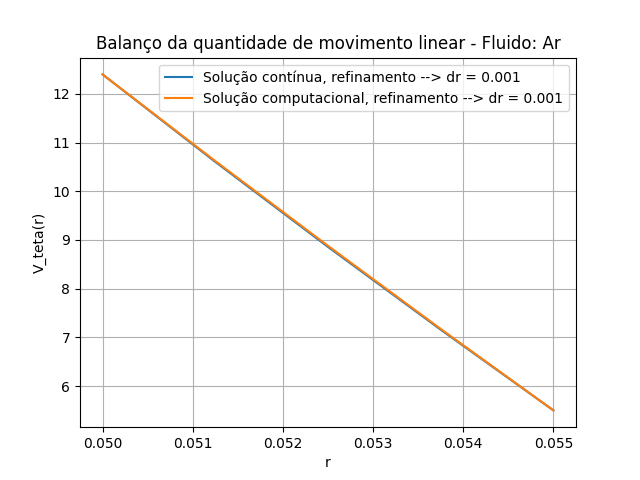 Balanço da quantidade de movimento linear - Fluido: Ar
Solução contínua, refinamento --> dr = 0.001
Solução computacional, refinamento --> dr = 0.001
12
11
10
9
8
7
6
V_teta(r)
0.050 0.051 0.052 0.053 0.054 0.055
r